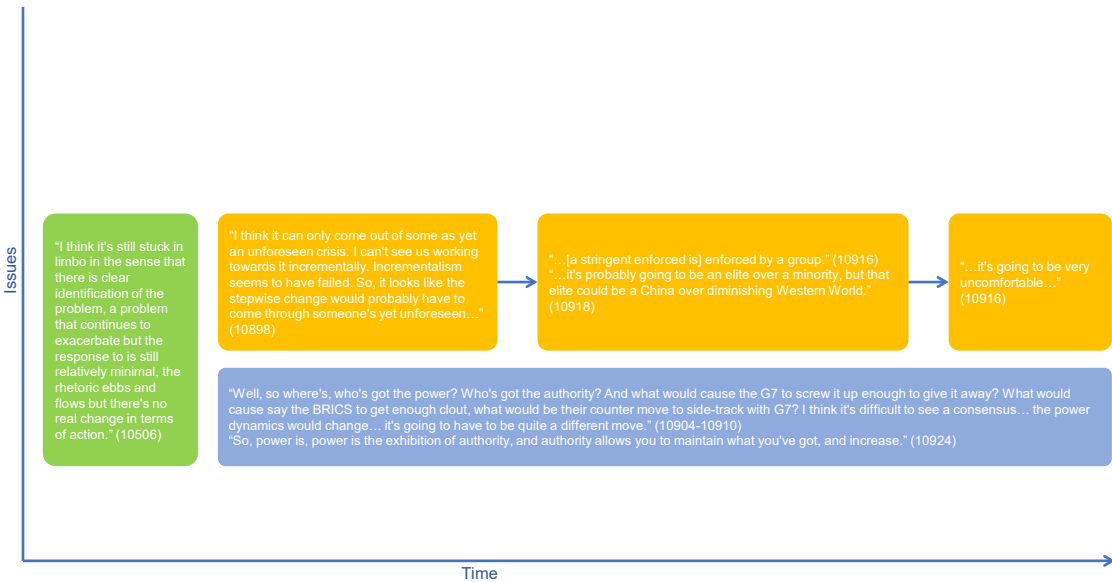 Issues
“I think it's still stuck in
limbo in the sense that
there is clear
identification of the
problem, a problem
that continues to
exacerbate but the
response to is still
relatively minimal, the
rhetoric ebbs and
flows but there's no
real change in terms
of action.” (10506)
“I think it can only come out of some as yet
an unforeseen crisis. I can't see us working
towards it incrementally. Incrementalism
seems to have failed. So, it looks like the
stepwise change would probably have to
come through someone's yet unforeseen…”
(10898)
“…[a stringent enforced is] enforced by a group.” (10916)
“…it's probably going to be an elite over a minority, but that
elite could be a China over diminishing Western World.”
(10918)
“…it's going to be very
uncomfortable…”
(10916)
“Well, so where's, who's got the power? Who's got the authority? And what would cause the G7 to screw it up enough to give it away? What would
cause say the BRICS to get enough clout, what would be their counter move to side-track with G7? I think it's difficult to see a consensus… the power
dynamics would change… it's going to have to be quite a different move.” (10904-10910)
“So, power is, power is the exhibition of authority, and authority allows you to maintain what you've got, and increase.” (10924)
Time